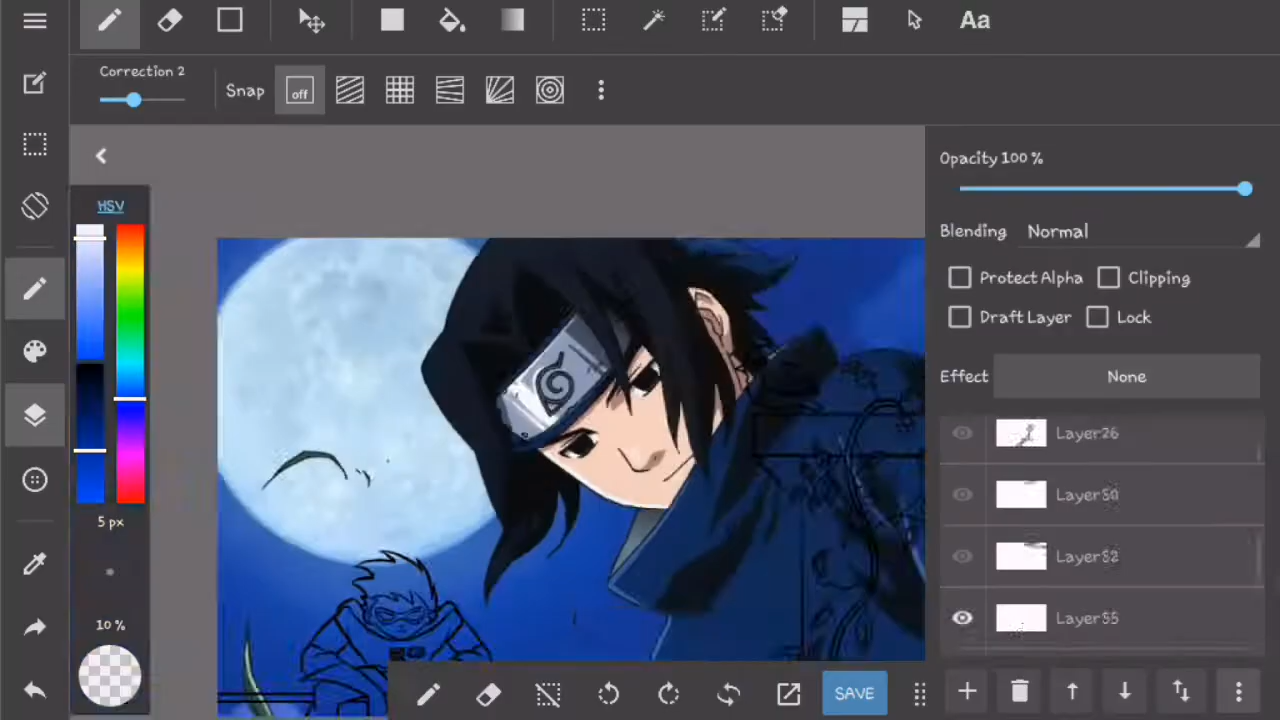 Aa
Correction 2
Snap
off
Opacity 100 %
HSV
Blending Normal
Protect Alpha
Clipping
Draft Layer
Lock
Effect None
Layer26
Layer50
Layer52
Layer55
5 px
10 %
SAVE